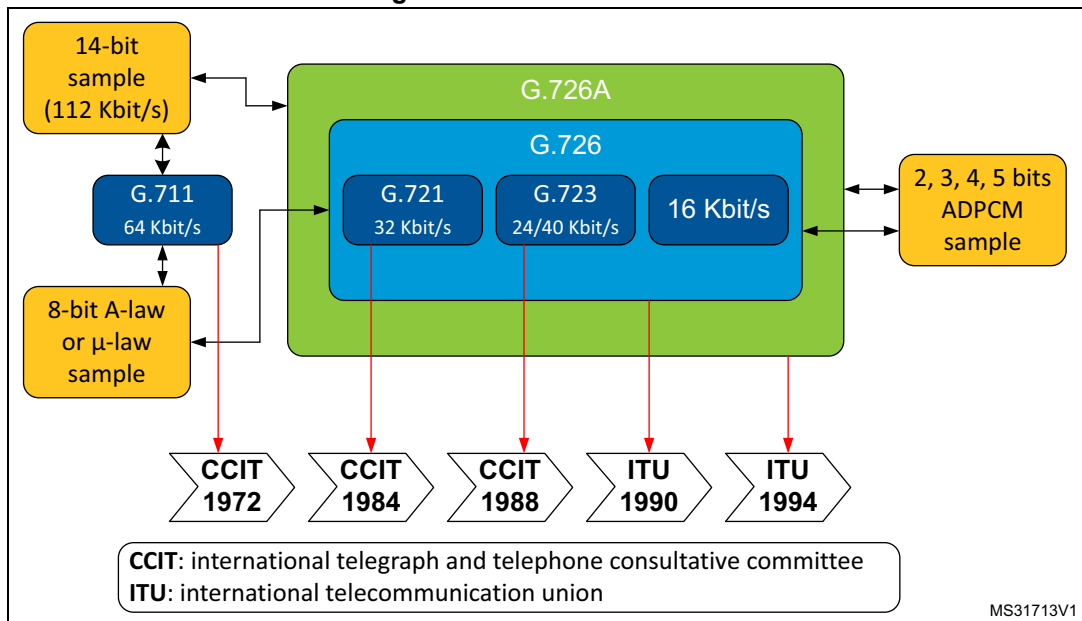 14-bit
sample
(112 Kbit/s)
G.711
64 Kbit/s
8-bit A-law
or µ-law
sample
G.726A
G.726
G.721
32 Kbit/s
G.723
24/40 Kbit/s
16 Kbit/s
2, 3, 4, 5 bits
ADPCM
sample
CCIT
1972
CCIT
1984
CCIT
1988
ITU
1990
ITU
1994
CCIT: international telegraph and telephone consultative committee
ITU: international telecommunication union
MS31713V1